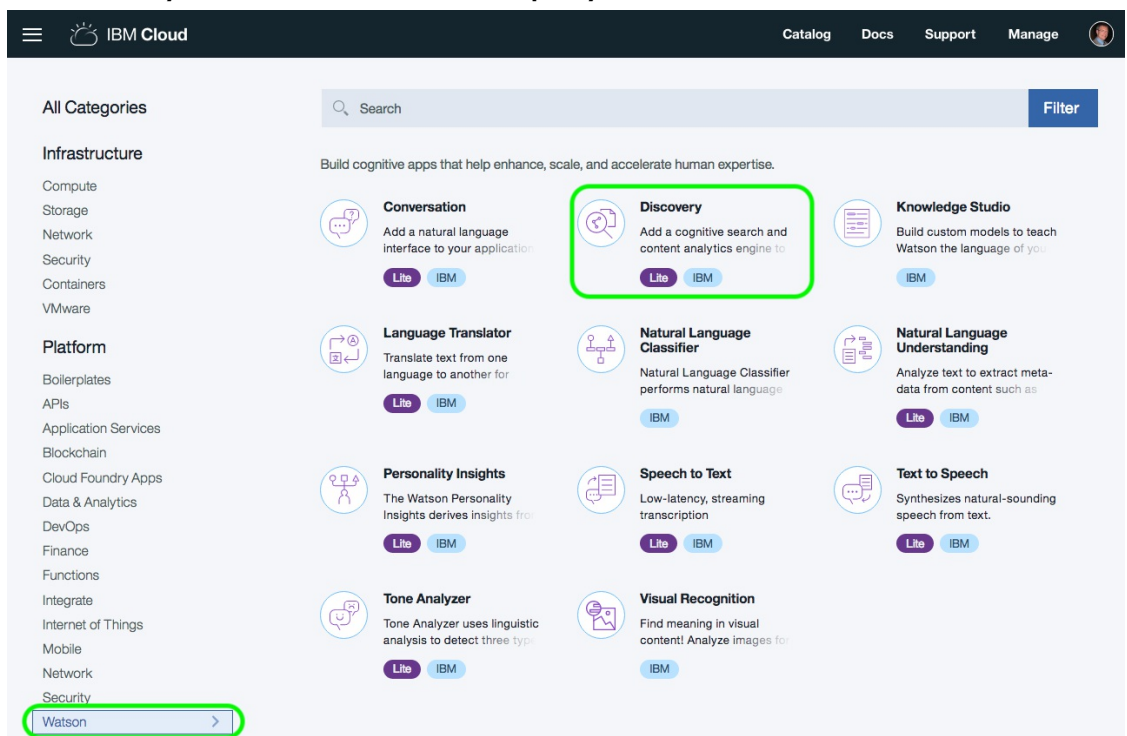 IBM Cloud
Catalog Docs Support Manage
All Categories
Infrastructure
Compute
Storage
Network
Security
Containers
VMware
Platform
Boilerplates
APIs
Application Services
Blockchain
Cloud Foundry Apps
Data & Analytics
DevOps
Finance
Functions
Integrate
Internet of Things
Mobile
Network
Security
Watson
Search
Filter
Build cognitive apps that help enhance, scale, and accelerate human expertise.
Conversation
Add a natural language
interface to your application
Lite IBM
Discovery
Add a cognitive search and
content analytics engine to
Lite IBM
Knowledge Studio
Build custom models to teach
Watson the language of you
IBM
Language Translator
Translate text from one
language to another for
Lite IBM
Natural Language
Classifier
Natural Language Classifier
performs natural language
IBM
Natural Language
Understanding
Analyze text to extract meta-
data from content such as
Lite IBM
Personality Insights
The Watson Personality
Insights derives insights from
Lite IBM
Speech to Text
Low-latency, streaming
transcription
Lite IBM
Text to Speech
Synthesizes natural-sounding
speech from text.
Lite IBM
Tone Analyzer
Tone Analyzer uses linguistic
analysis to detect three type
Lite IBM
Visual Recognition
Find meaning in visual
content! Analyze images for
IBM